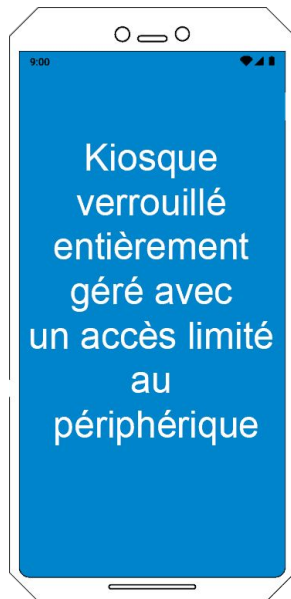 9:00
Kiosque
verrouillé
entièrement
géré avec
un accès limité
au
périphérique